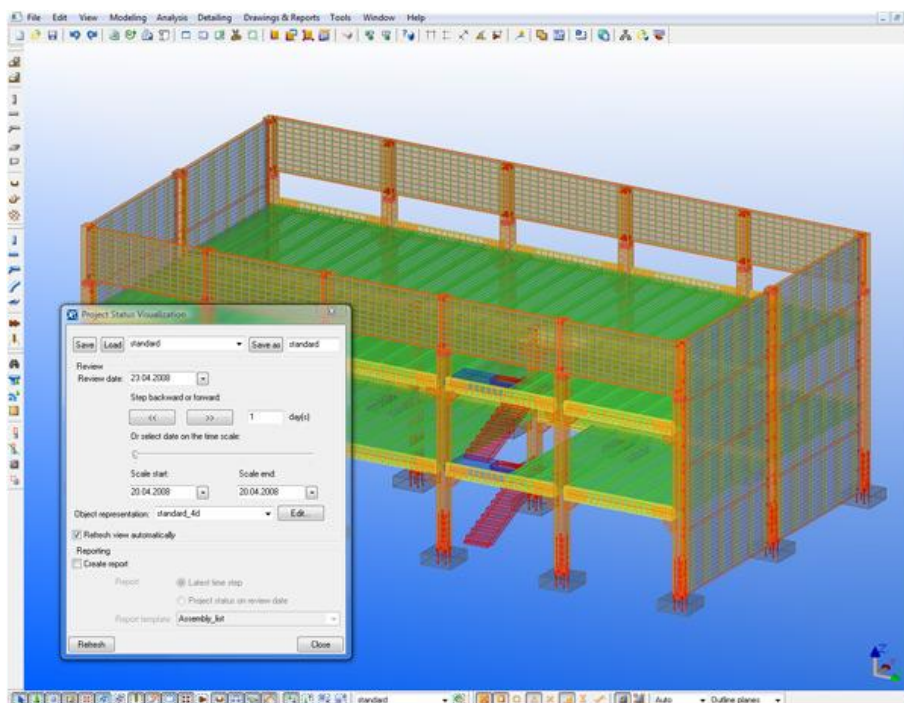 File Edit View Modeling Analysis Detailing Drawings & Reports Tools Window Help
Project Status Visualization
Save Load standard Save as standard
Review
Review date: 23.04.2008
Step backward or forward:
<< >> 1 day(s)
Or select date on the time scale:
Scale start: Scale end:
20.04.2008 20.04.2008
Object representation: standard_4d Edit...
Refresh view automatically
Reporting
Create report
Report: Latest time step
Project status on review date
Report template: Assembly_list
Refresh Close
Z
standard Auto Outline planes